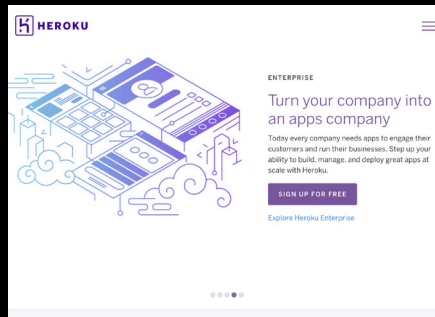 HEROKU
ENTERPRISE
Turn your company into
an apps company
Today every company needs apps to engage their
customers and run their businesses. Step up your
ability to build, manage, and deploy great apps at
scale with Heroku.
SIGN UP FOR FREE
Explore Heroku Enterprise